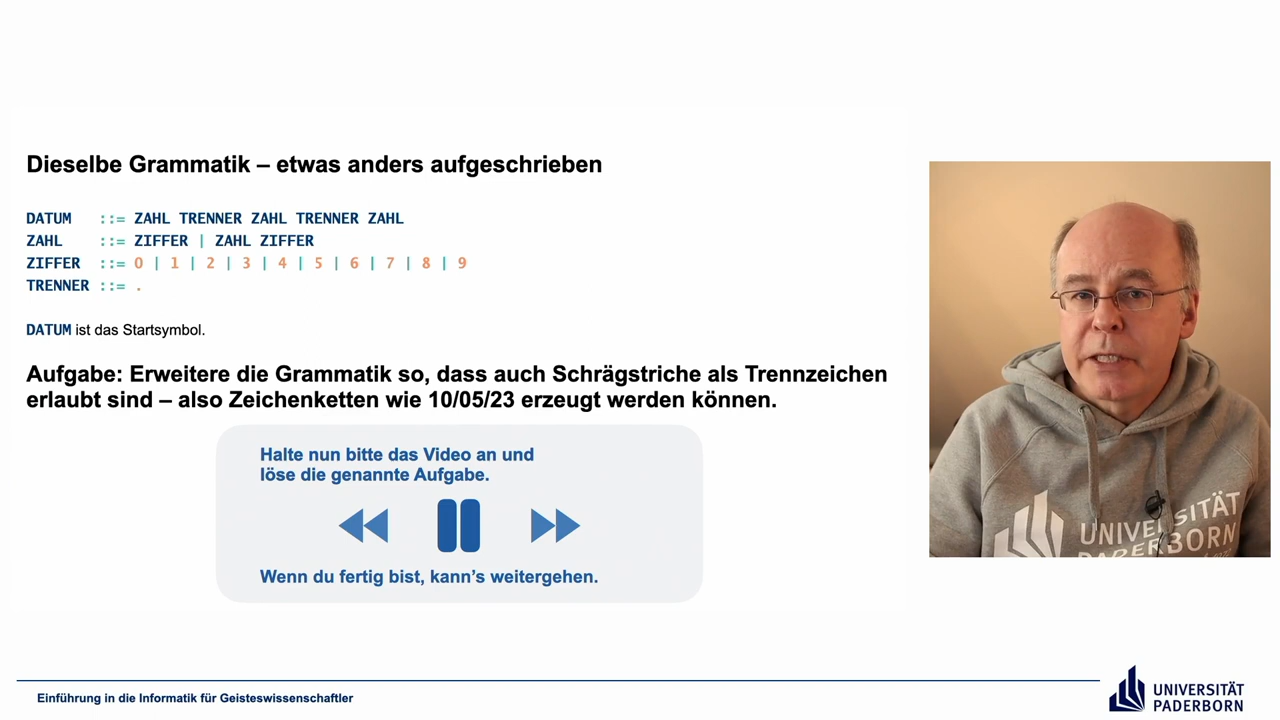 Dieselbe Grammatik – etwas anders aufgeschrieben
DATUM ::= ZAHL TRENNER ZAHL TRENNER ZAHL
ZAHL ::= ZIFFER | ZAHL ZIFFER
ZIFFER ::= 0 | 1 | 2 | 3 | 4 | 5 | 6 | 7 | 8 | 9
TRENNER ::= .
DATUM ist das Startsymbol.
Aufgabe: Erweitere die Grammatik so, dass auch Schrägstriche als Trennzeichen
erlaubt sind – also Zeichenketten wie 10/05/23 erzeugt werden können.
Halte nun bitte das Video an und
löse die genannte Aufgabe.
Wenn du fertig bist, kann's weitergehen.
UNIVERSITÄT
PADERBORN
Einführung in die Informatik für Geisteswissenschaftler
UNIVERSITÄT
PADERBORN